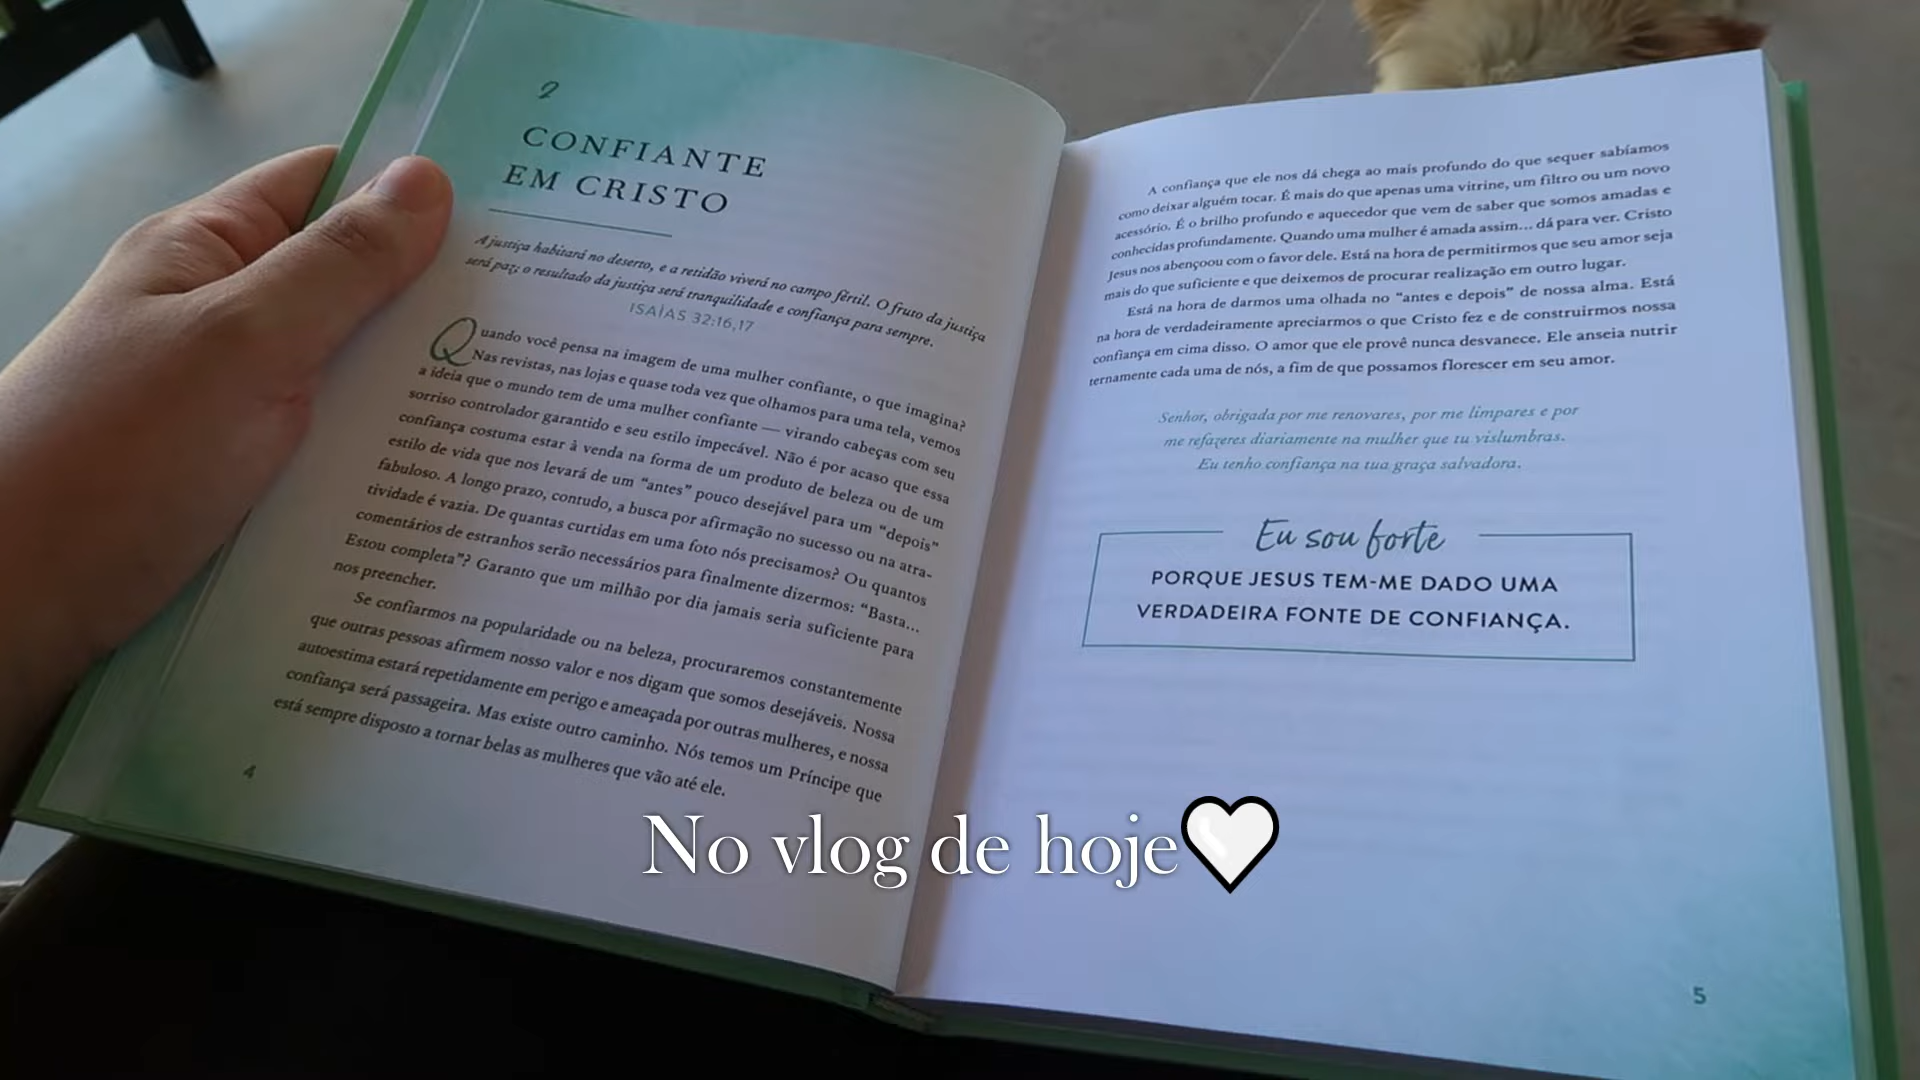 2
CONFIANTE
EM CRISTO
A justiça habitará no deserto, e a retidão viverá no campo fértil. O fruto da justiça
será paz; o resultado da justiça será tranquilidade e confiança para sempre.
ISAÍAS 32:16,17
Quando você pensa na imagem de uma mulher confiante, o que imagina?
Nas revistas, nas lojas e quase toda vez que olhamos para uma tela, vemos
a ideia que o mundo tem de uma mulher confiante — virando cabeças com seu
sorriso controlador garantido e seu estilo impecável. Não é por acaso que essa
confiança costuma estar à venda na forma de um produto de beleza ou de um
estilo de vida que nos levará de um “antes” pouco desejável para um “depois”
fabuloso. A longo prazo, contudo, a busca por afirmação no sucesso ou na atra-
tividade é vazia. De quantas curtidas em uma foto nós precisamos? Ou quantos
comentários de estranhos serão necessários para finalmente dizermos: “Basta...
Estou completa”? Garanto que um milhão por dia jamais seria suficiente para
nos preencher.
Se confiarmos na popularidade ou na beleza, procuraremos constantemente
que outras pessoas afirmem nosso valor e nos digam que somos desejáveis. Nossa
autoestima estará repetidamente em perigo e ameaçada por outras mulheres, e nossa
confiança será passageira. Mas existe outro caminho. Nós temos um Príncipe que
está sempre disposto a tornar belas as mulheres que vão até ele.
4
A confiança que ele nos dá chega ao mais profundo do que sequer sabíamos
como deixar alguém tocar. É mais do que apenas uma vitrine, um filtro ou um novo
acessório. É o brilho profundo e aquecedor que vem de saber que somos amadas e
conhecidas profundamente. Quando uma mulher é amada assim... dá para ver. Cristo
Jesus nos abençoou com o favor dele. Está na hora de permitirmos que seu amor seja
mais do que suficiente e que deixemos de procurar realização em outro lugar.
Está na hora de darmos uma olhada no “antes e depois” de nossa alma. Está
na hora de verdadeiramente apreciarmos o que Cristo fez e de construirmos nossa
confiança em cima disso. O amor que ele provê nunca desvanece. Ele anseia nutrir
ternamente cada uma de nós, a fim de que possamos florescer em seu amor.
Senhor, obrigada por me renovares, por me limpares e por
me refazeres diariamente na mulher que tu vislumbras.
Eu tenho confiança na tua graça salvadora.
Eu sou forte
PORQUE JESUS TEM-ME DADO UMA
VERDADEIRA FONTE DE CONFIANÇA.
5
No vlog de hoje🤍